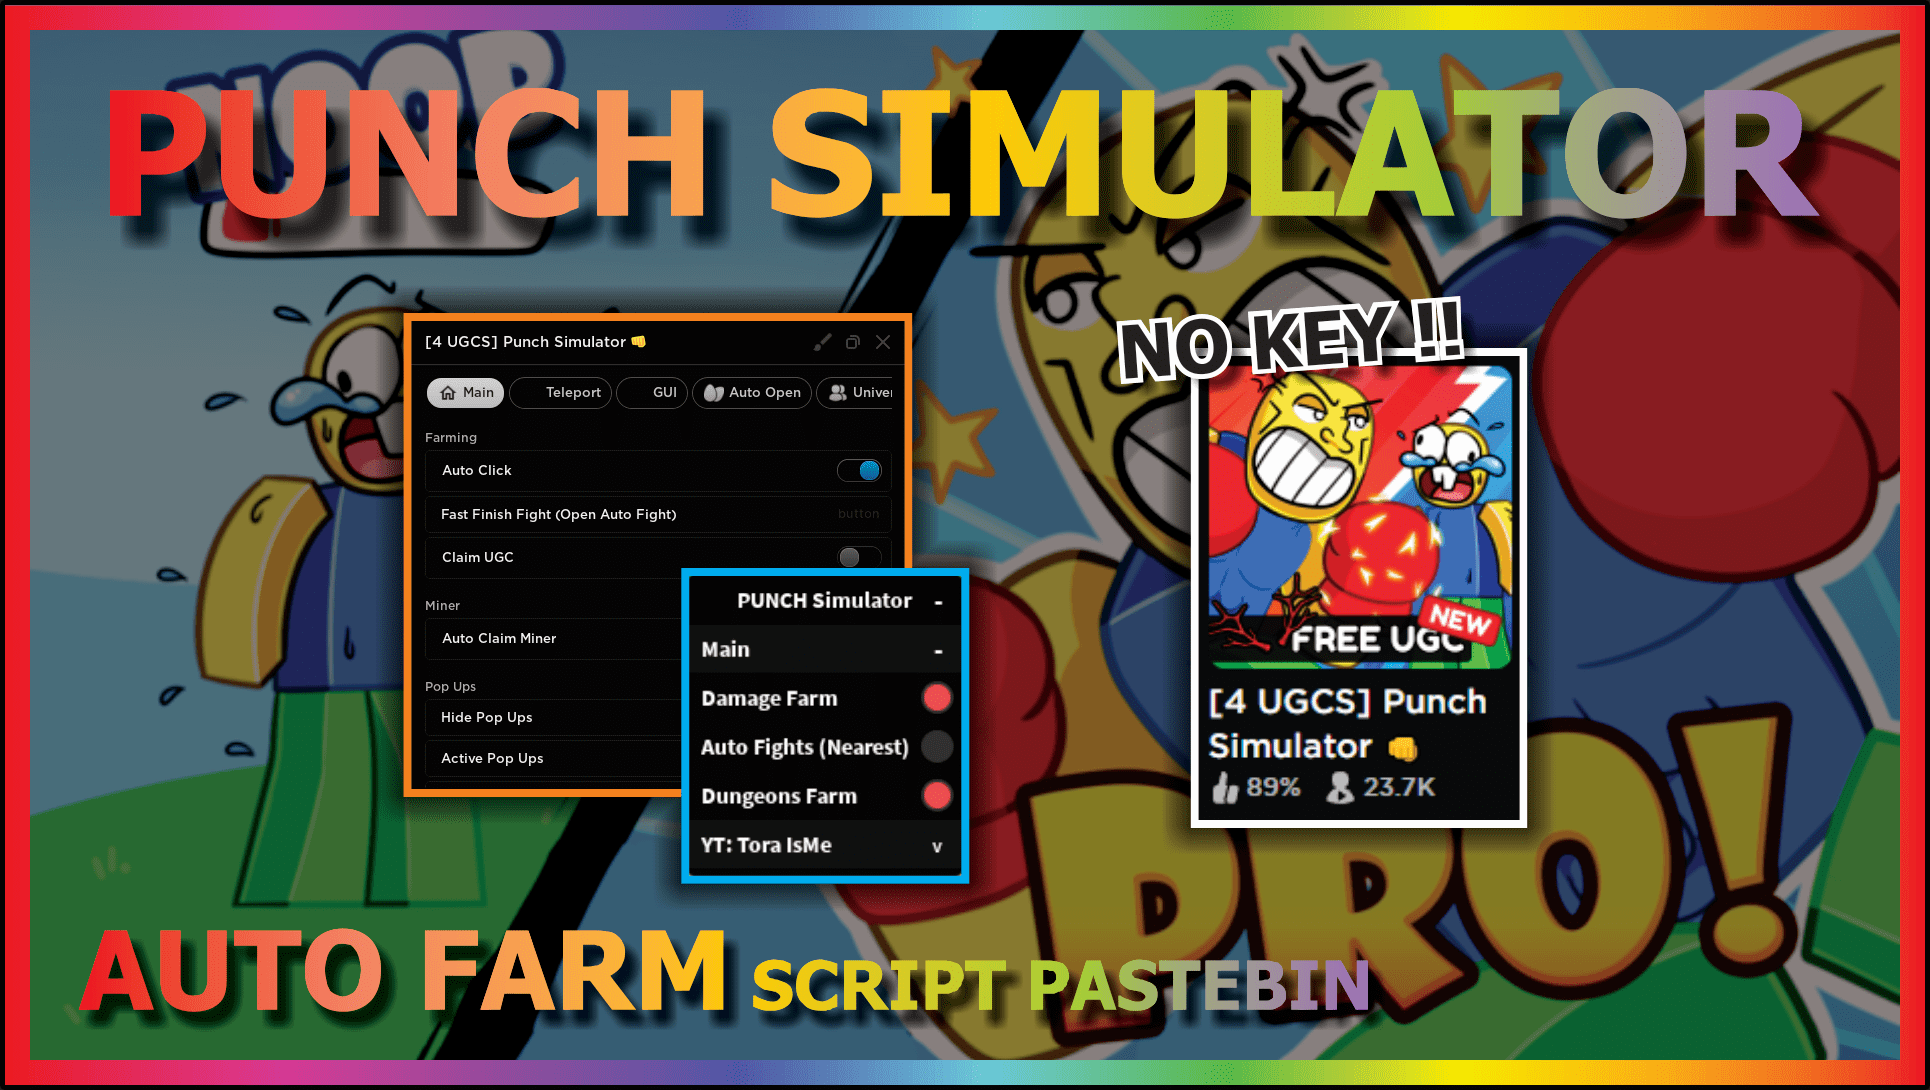 NOOB
PUNCH SIMULATOR
NO KEY !!
[4 UGCS] Punch Simulator 👊
Main
Teleport
GUI
Auto Open
Univer
Farming
Auto Click
Fast Finish Fight (Open Auto Fight)
button
Claim UGC
Miner
Auto Claim Miner
Pop Ups
Hide Pop Ups
Active Pop Ups
PUNCH Simulator -
Main -
Damage Farm
Auto Fights (Nearest)
Dungeons Farm
YT: Tora IsMe v
NEW
FREE UGC
[4 UGCS] Punch
Simulator 👊
89% 23.7K
PRO!
AUTO FARM SCRIPT PASTEBIN